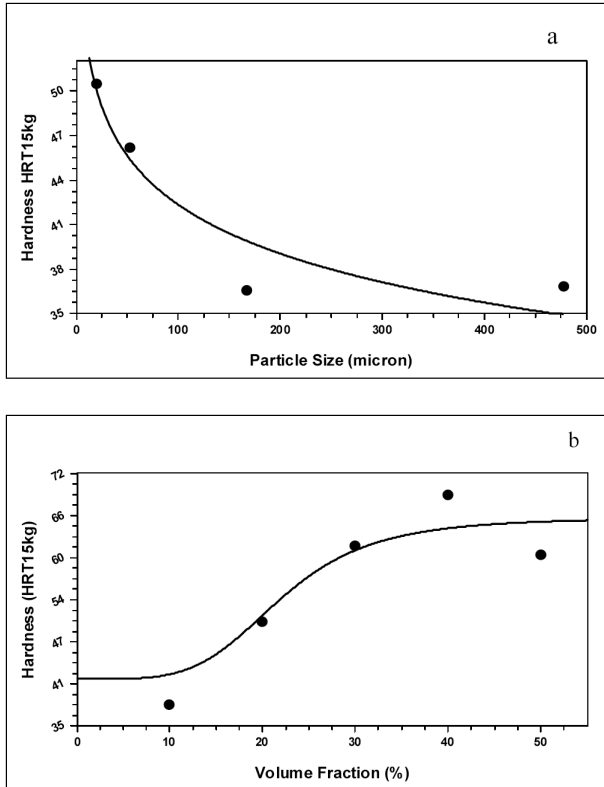 a
Hardness HRT15kg
50
47
44
41
38
35
0 100 200 300 400 500
Particle Size (micron)
b
Hardness (HRT15kg)
72
66
60
54
47
41
35
0 10 20 30 40 50
Volume Fraction (%)